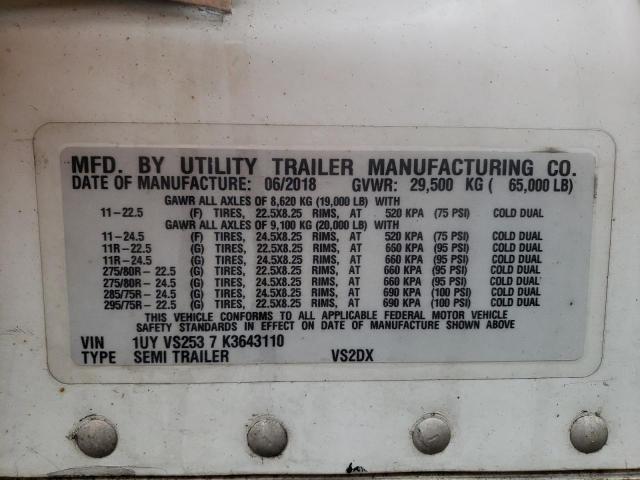 MFD. BY UTILITY TRAILER MANUFACTURING CO.
DATE OF MANUFACTURE: 06/2018 GVWR: 29,500 KG ( 65,000 LB)
GAWR ALL AXLES OF 8,620 KG (19,000 LB) WITH
11-22.5 (F) TIRES, 22.5X8.25 RIMS, AT 520 KPA (75 PSI) COLD DUAL
GAWR ALL AXLES OF 9,100 KG (20,000 LB) WITH
11-24.5 (F) TIRES, 24.5X8.25 RIMS, AT 520 KPA (75 PSI) COLD DUAL
11R-22.5 (G) TIRES, 22.5X8.25 RIMS, AT 660 KPA (95 PSI) COLD DUAL
11R-24.5 (G) TIRES, 24.5X8.25 RIMS, AT 660 KPA (95 PSI) COLD DUAL
275/80R-22.5 (G) TIRES, 22.5X8.25 RIMS, AT 660 KPA (95 PSI) COLD DUAL
275/80R-24.5 (G) TIRES, 24.5X8.25 RIMS, AT 660 KPA (95 PSI) COLD DUAL
285/75R-24.5 (G) TIRES, 24.5X8.25 RIMS, AT 690 KPA (100 PSI) COLD DUAL
295/75R-22.5 (G) TIRES, 22.5X8.25 RIMS, AT 690 KPA (100 PSI) COLD DUAL
THIS VEHICLE CONFORMS TO ALL APPLICABLE FEDERAL MOTOR VEHICLE
SAFETY STANDARDS IN EFFECT ON DATE OF MANUFACTURE SHOWN ABOVE
VIN 1UY VS253 7 K3643110
TYPE SEMI TRAILER VS2DX